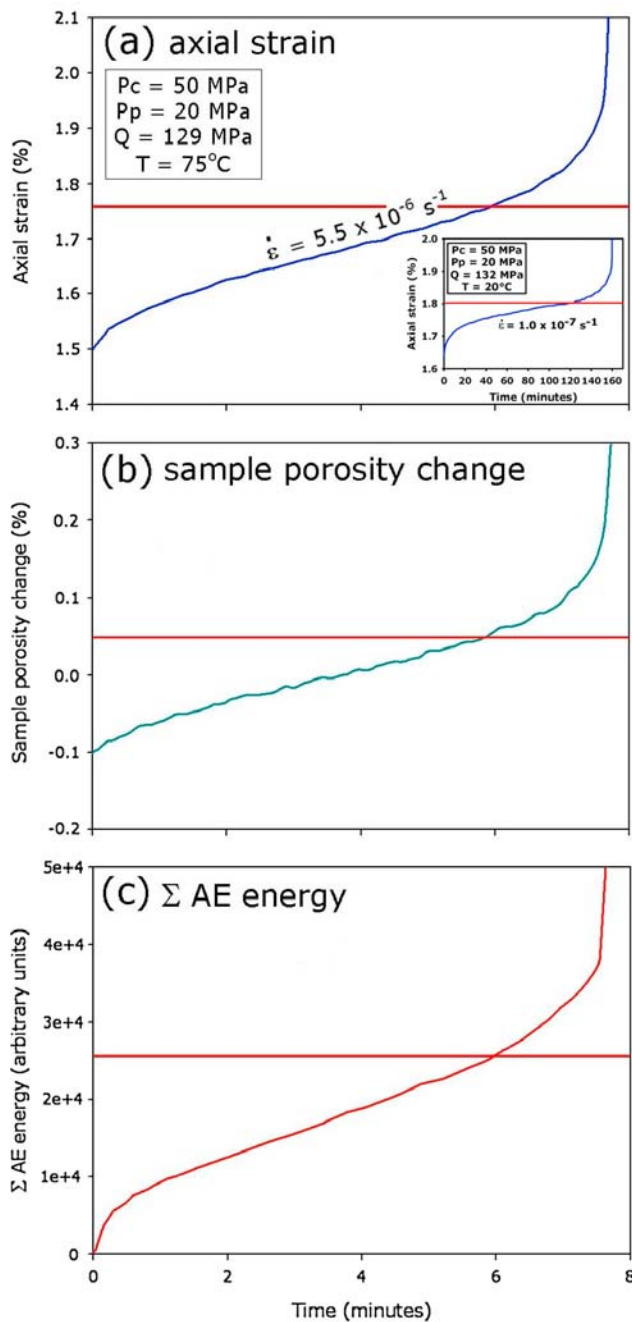 (a) axial strain
Pc = 50 MPa
Pp = 20 MPa
Q = 129 MPa
T = 75°C
Axial strain (%)
2.1
2.0
1.9
1.8
1.7
1.6
1.5
1.4
ε̇ = 5.5 x 10⁻⁶ s⁻¹
Pc = 50 MPa
Pp = 20 MPa
Q = 132 MPa
T = 20°C
Axial strain (%)
2.0
1.9
1.8
1.7
1.6
ε̇ = 1.0 x 10⁻⁷ s⁻¹
0 20 40 60 80 100 120 140 160
Time (minutes)
(b) sample porosity change
Sample porosity change (%)
0.3
0.2
0.1
0.0
-0.1
-0.2
(c) Σ AE energy
Σ AE energy (arbitrary units)
5e+4
4e+4
3e+4
2e+4
1e+4
0
0 2 4 6 8
Time (minutes)